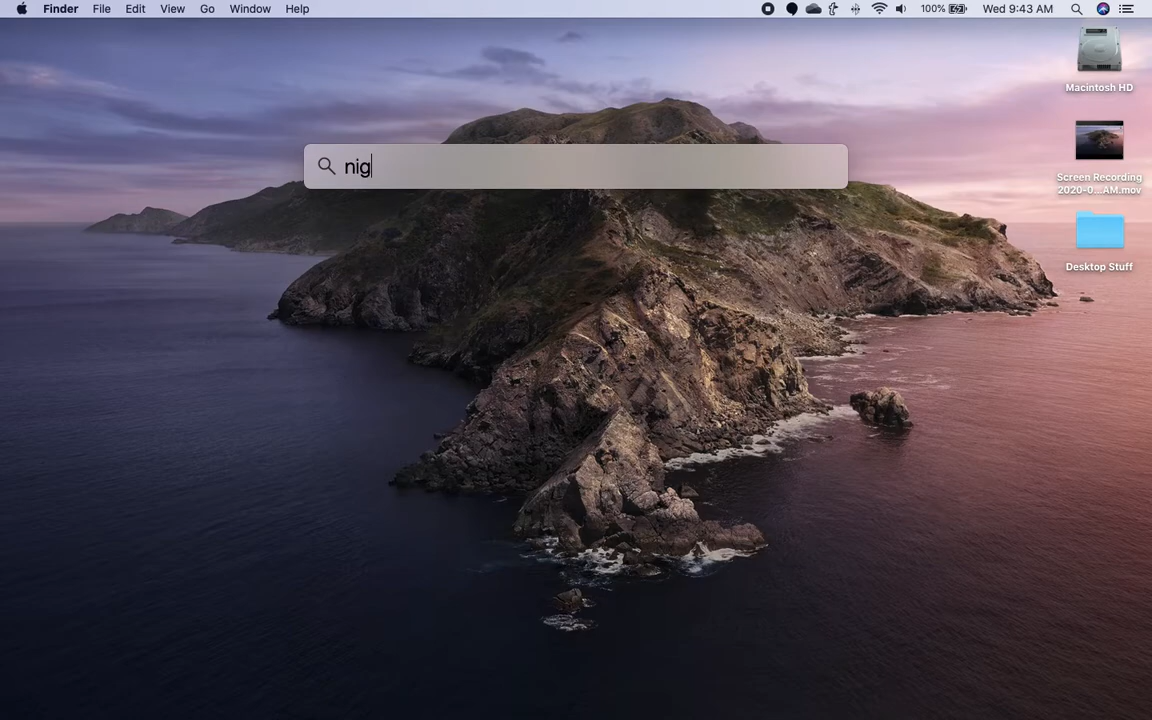 Finder File Edit View Go Window Help 100% Wed 9:43 AM
nig
Macintosh HD
Screen Recording
2020-0...AM.mov
Desktop Stuff